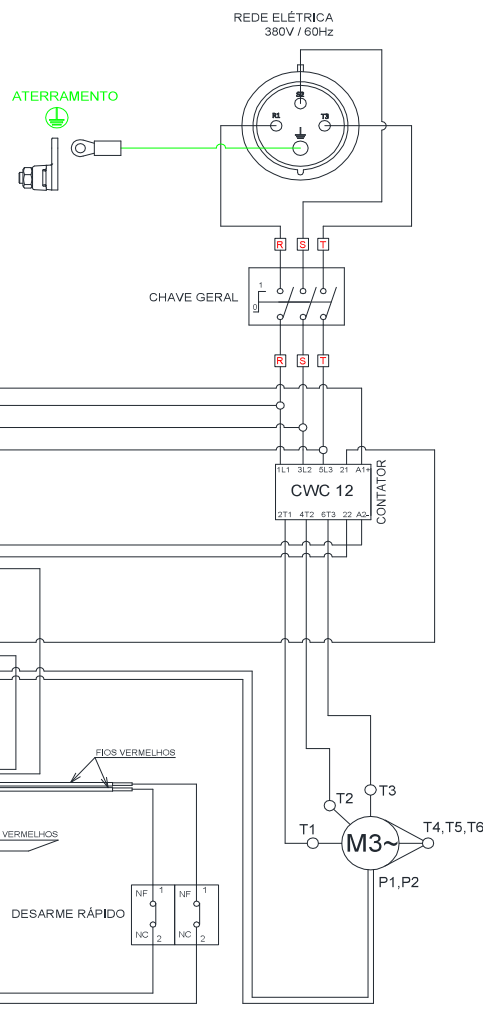 REDE ELÉTRICA
380V / 60Hz
ATERRAMENTO
S2
R1
T3
R S T
CHAVE GERAL
1
0
R S T
1L1 3L2 5L3 21 A1+
CWC 12
CONTATOR
2T1 4T2 6T3 22 A2-
FIOS VERMELHOS
VERMELHOS
T3
T2
T1
M3~
T4,T5,T6
P1,P2
NF 1 NF 1
DESARME RÁPIDO
NC 2 NC 2